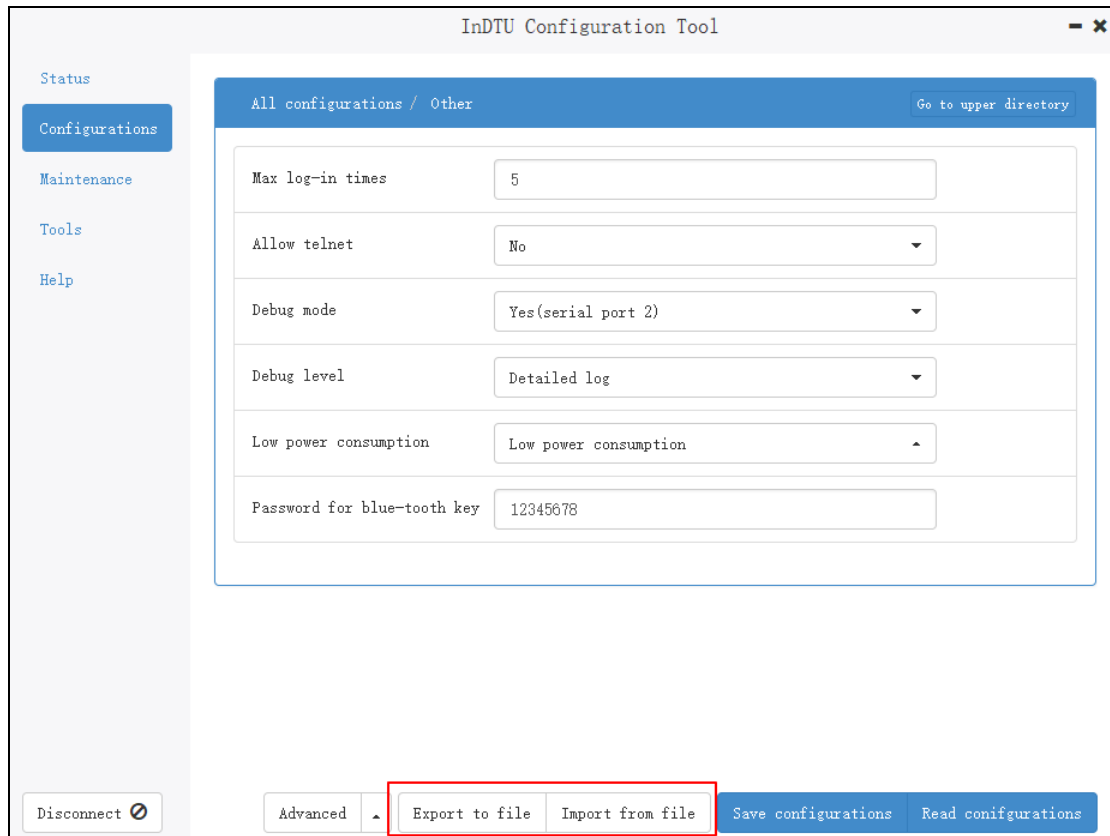 InDTU Configuration Tool
Status
Configurations
Maintenance
Tools
Help
All configurations / Other
Go to upper directory
Max log-in times
5
Allow telnet
No
Debug mode
Yes(serial port 2)
Debug level
Detailed log
Low power consumption
Low power consumption
Password for blue-tooth key
12345678
Disconnect
Advanced
Export to file
Import from file
Save configurations
Read conifgurations